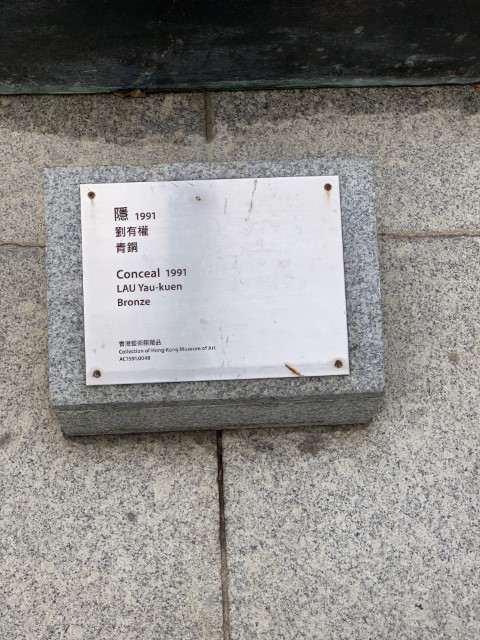 隱 1991
劉有權
青銅
Conceal 1991
LAU Yau-kuen
Bronze
香港藝術館藏品
Collection of Hong Kong Museum of Art
AC1991.0048